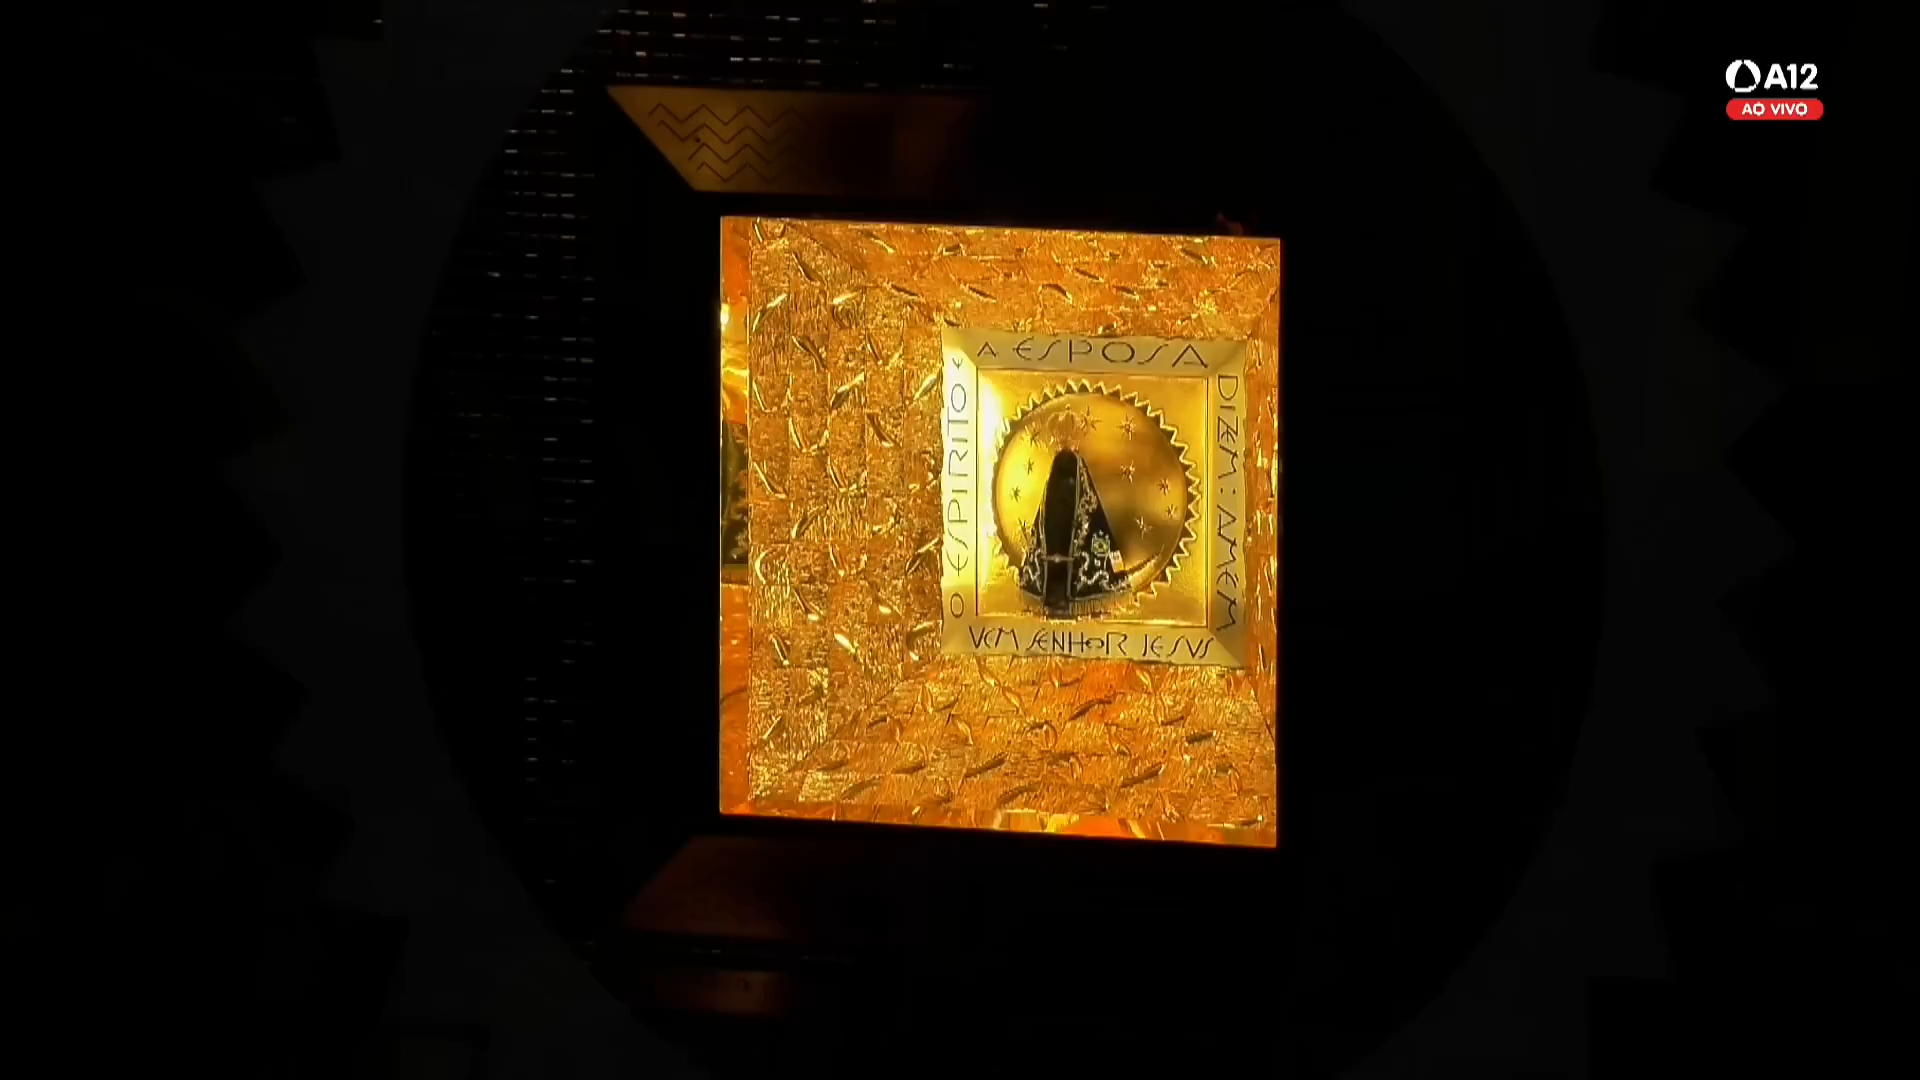 A12
AO VIVO
O ESPIRITO E
A ESPOSA
DIZEM: AMÉM
VEM SENHOR JESUS